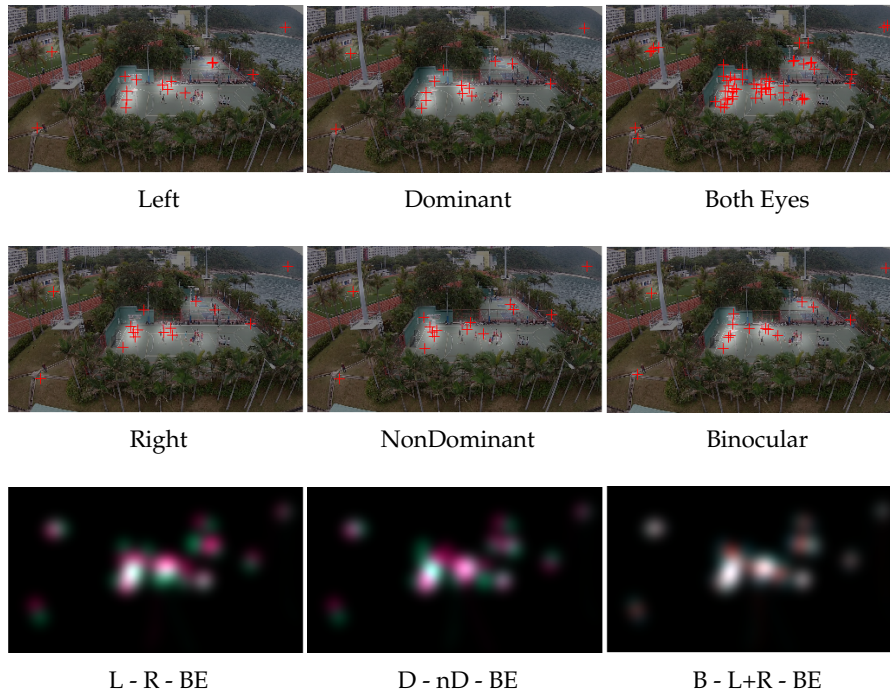 Left Dominant Both Eyes
Right NonDominant Binocular
L - R - BE D - nD - BE B - L+R - BE